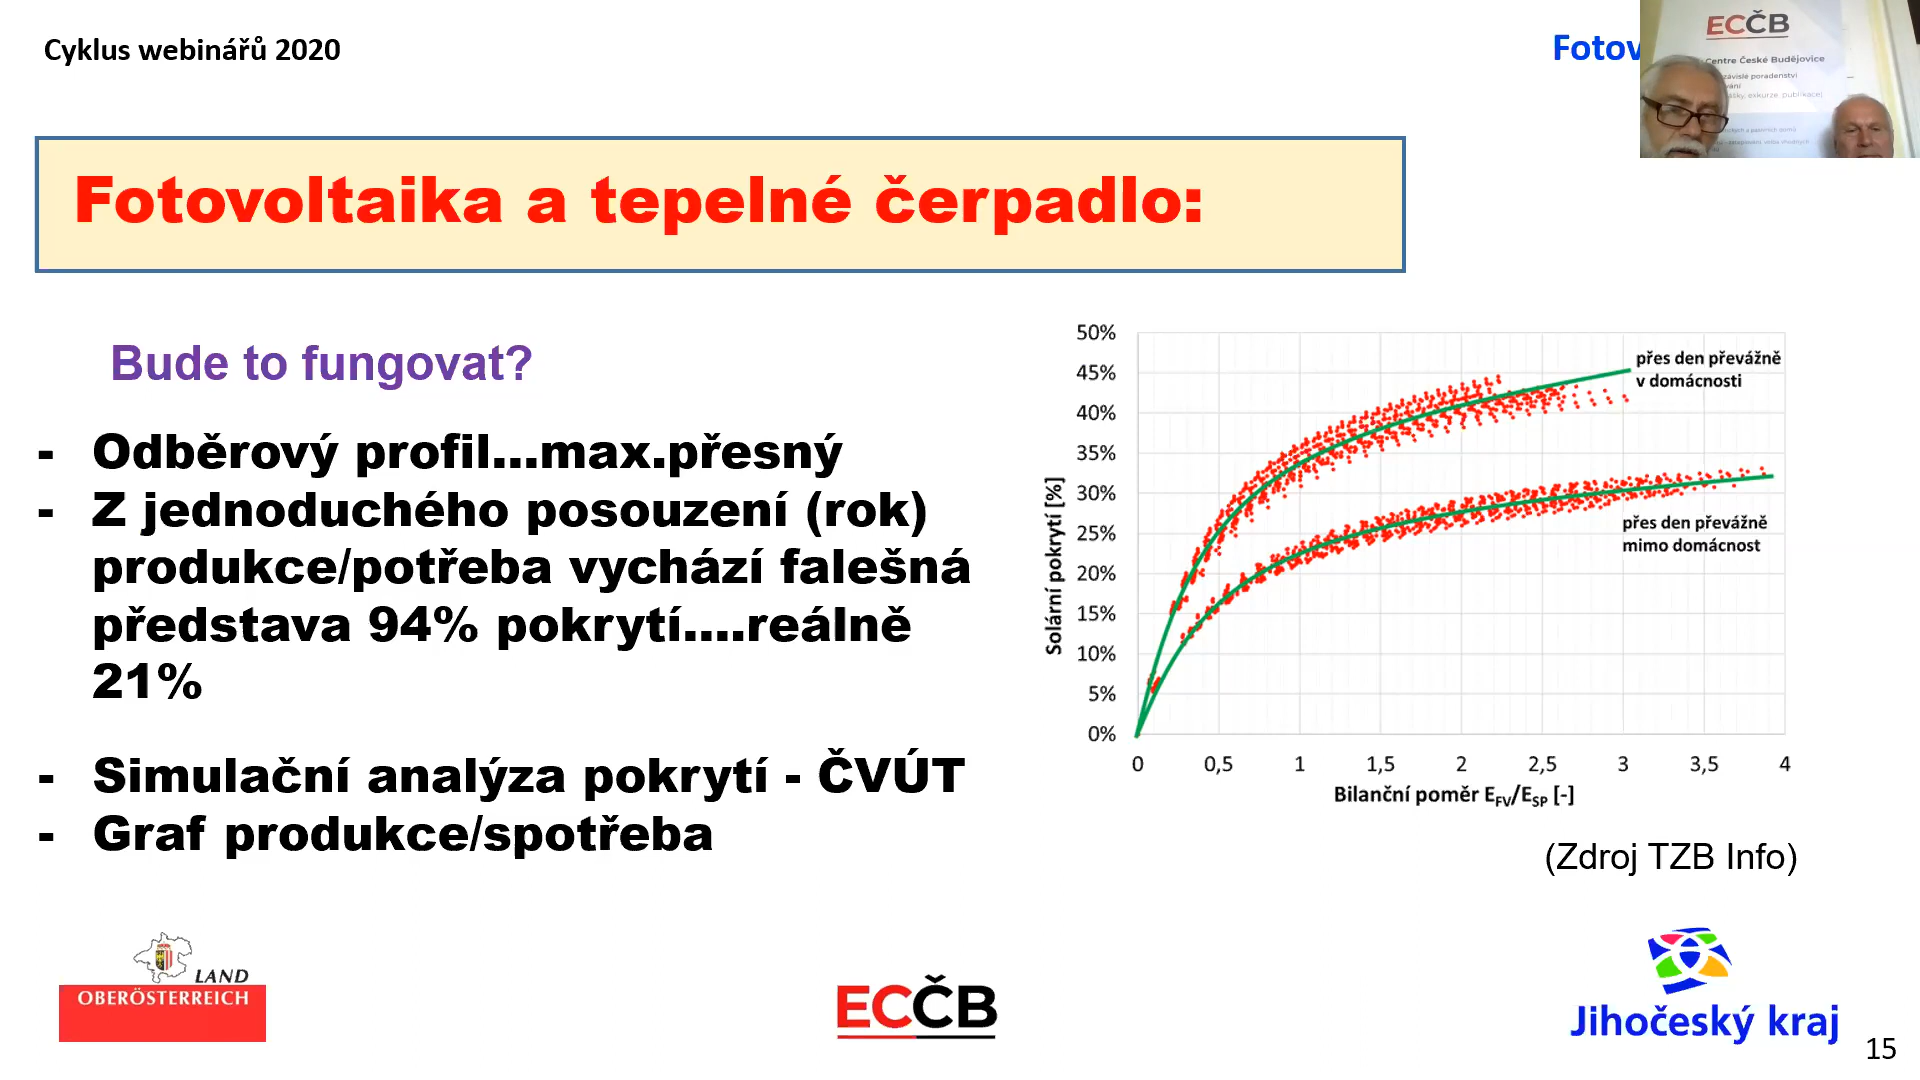 Cyklus webinářů 2020
Fotov
ECČB
Centre České Budějovice
závislé poradenství
Fotovoltaika a tepelné čerpadlo:
Bude to fungovat?
- Odběrový profil...max.přesný
- Z jednoduchého posouzení (rok)
produkce/potřeba vychází falešná
představa 94% pokrytí....reálně
21%
- Simulační analýza pokrytí - ČVÚT
- Graf produkce/spotřeba
Solární pokrytí [%]
50%
45%
40%
35%
30%
25%
20%
15%
10%
5%
0%
přes den převážně
v domácnosti
přes den převážně
mimo domácnost
0 0,5 1 1,5 2 2,5 3 3,5 4
Bilanční poměr EFV/ESP [-]
(Zdroj TZB Info)
LAND
OBERÖSTERREICH
ECČB
Jihočeský kraj
15